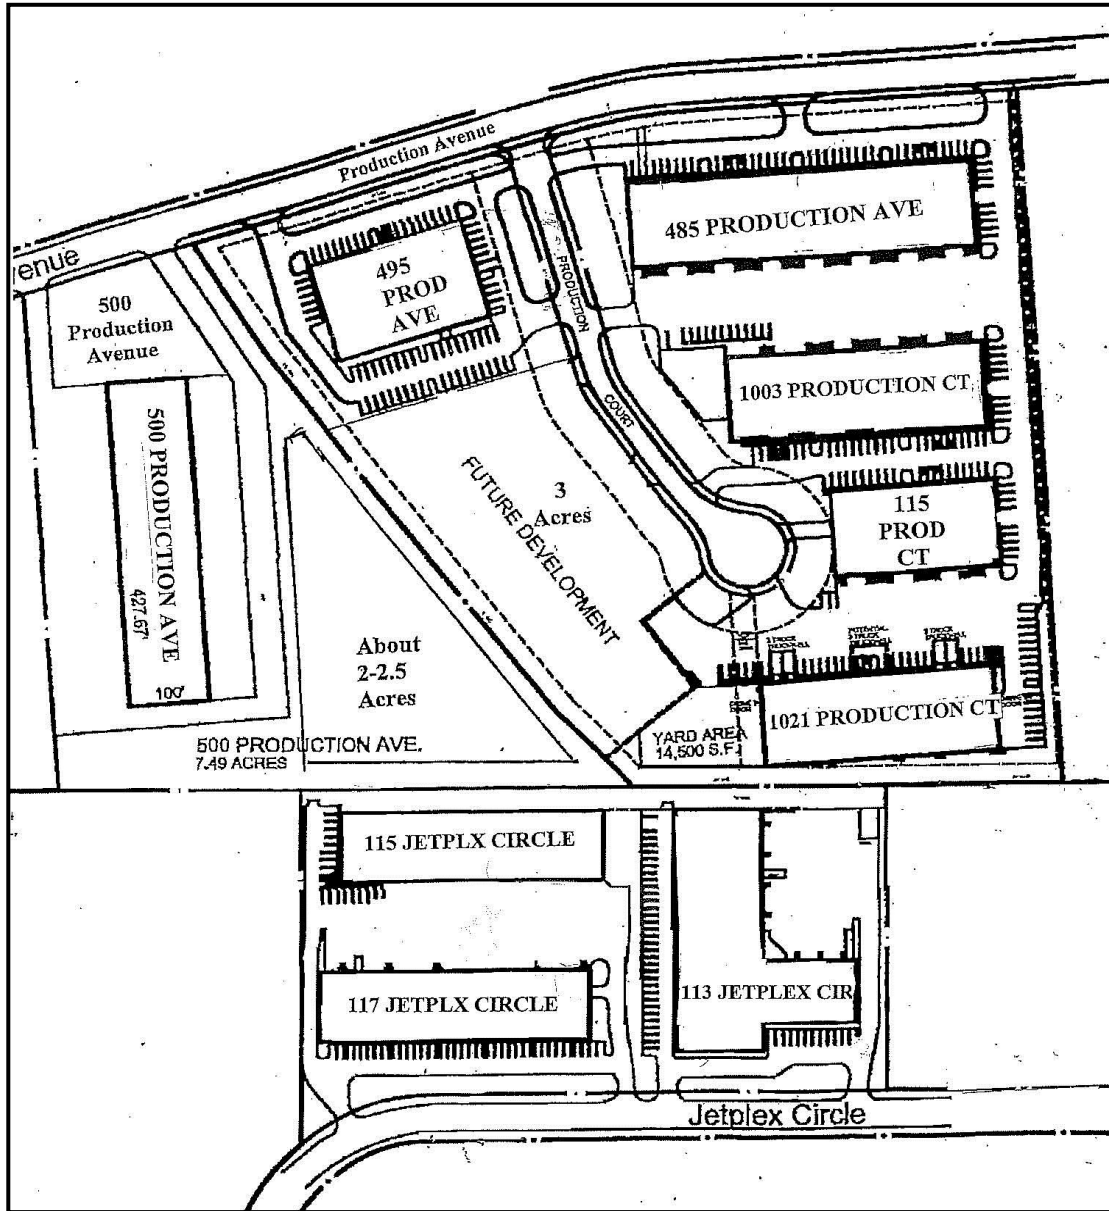 Production Avenue
venue
485 PRODUCTION AVE
495
PROD
AVE
500
Production
Avenue
PRODUCTION
COURT
1003 PRODUCTION CT
500 PRODUCTION AVE
427.67'
100'
FUTURE DEVELOPMENT
3
Acres
115
PROD
CT
About
2-2.5
Acres
1021 PRODUCTION CT
YARD AREA
14,500 S.F.
500 PRODUCTION AVE.
7.49 ACRES
115 JETPLX CIRCLE
117 JETPLX CIRCLE
113 JETPLEX CIR
Jetplex Circle